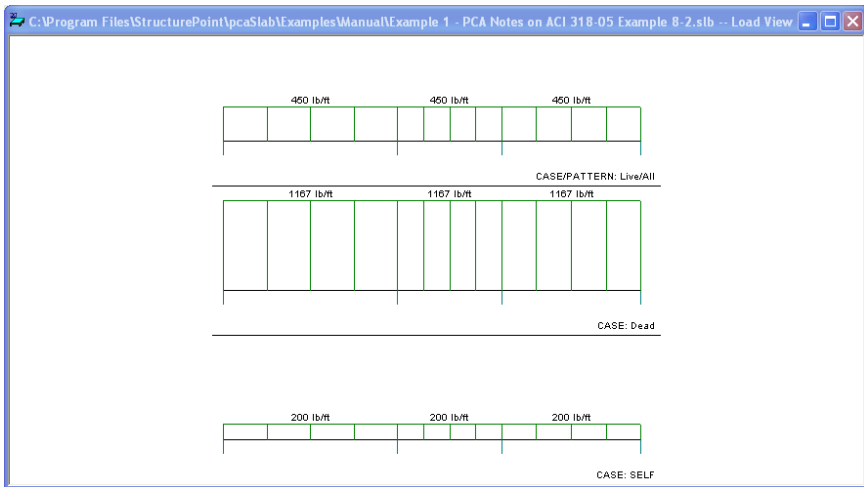 C:\Program Files\StructurePoint\pcaSlab\Examples\Manual\Example 1 - PCA Notes on ACI 318-05 Example 8-2.slb -- Load View
450 lb/ft 450 lb/ft 450 lb/ft
CASE/PATTERN: Live/All
1167 lb/ft 1167 lb/ft 1167 lb/ft
CASE: Dead
200 lb/ft 200 lb/ft 200 lb/ft
CASE: SELF